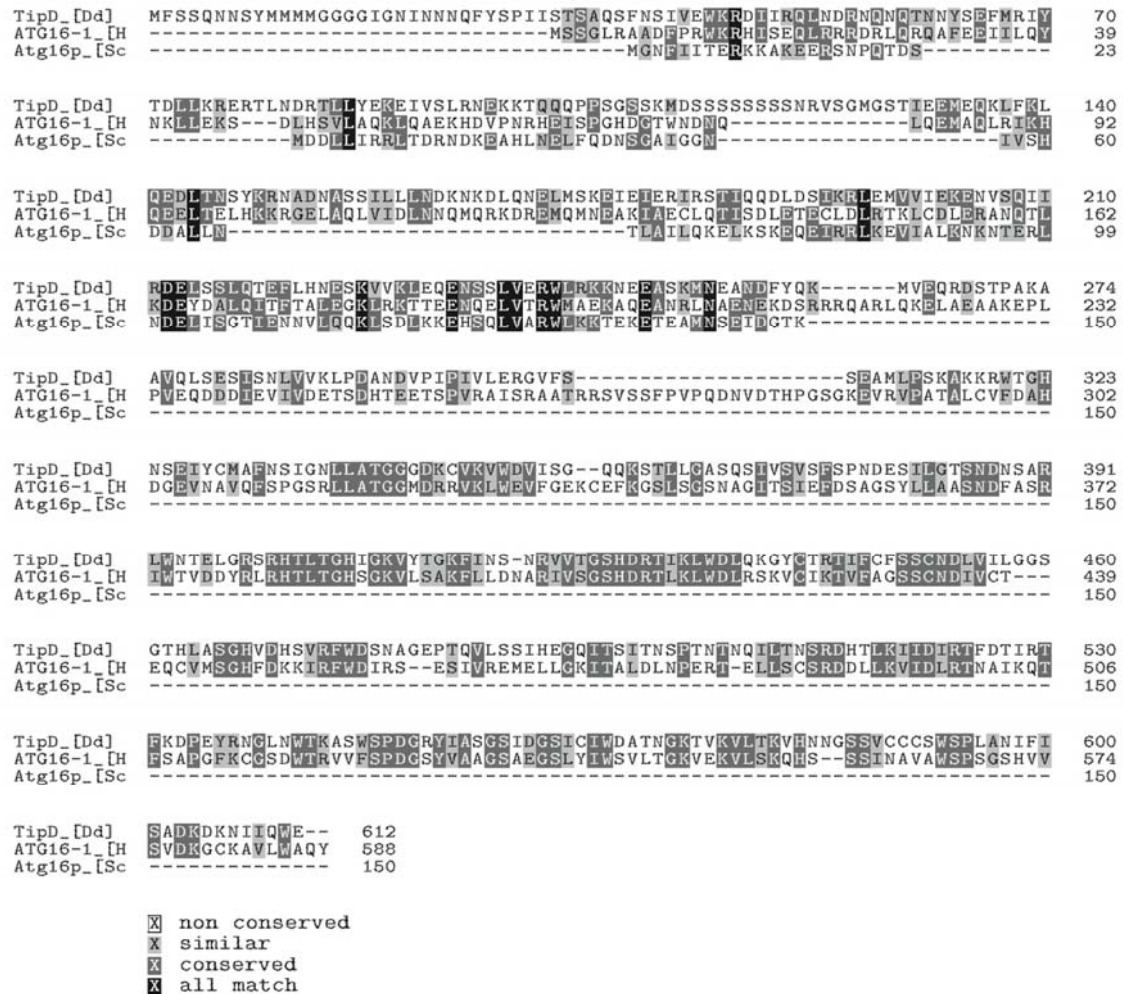 TipD_[Dd] MFSSQNNSYMMMMGGGGIGNINNNNQFYSPIISTSAQSFNSIVEWKRDIIRQLNDRNQNQTNNYSEFMRIY 70
ATG16-1_[H -------------------------------MSSGLRAADFPRWKRHISEQLRRRDRLQRQAFEEIILQY 39
Atg16p_[Sc -------------------------------------MGNFIITERKKAKEERSNPQTDS---------- 23
TipD_[Dd] TDLLKRERTLNDRTLLYEKEIVSLRNEKKTQQQPPSGSSKMDSSSSSSSSNRVSGMGSTIEEMEQKLFKL 140
ATG16-1_[H NKLLEKS---DLHSVLAQKLQAEKHDVPNRHEISPGHDGTWNDNQ--------------LQEMAQLRIKH 92
Atg16p_[Sc -----------MDDLLIRRLTDRNDKEAHLNELFQDNSGAIGGN----------------------IVSH 60
TipD_[Dd] QEDLTNSYKRNADNASSILLLNDKNKDLQNELMSKEIEIERIRSTIQQDLDSIKRLEMVVIEKENVSQII 210
ATG16-1_[H QEELTELHKKRGELAQLVIDLNNQMQRKDREMQMNEAKIAECLQTISDLETECLDLRTKLCDLERANQTL 162
Atg16p_[Sc DDALLN-------------------------------TLAILQKELKSKEQEIRRLKEVIALKNKNTERL 99
TipD_[Dd] RDELSSLQTEFLHNESKVVKLEQENSSLVERWLRKKNEEASKMNEANDFYQK------MVEQRDSTPAKA 274
ATG16-1_[H KDEYDALQITFTALEGKLRKTTEENQELVTRWMAEKAQEANRLNAENEKDSRRRQARLQKELAEAAKEPL 232
Atg16p_[Sc NDELISGTIENNVLQQKLSDLKKEHSQLVARWLKKTEKETEAMNSEIDGTK------------------- 150
TipD_[Dd] AVQLSESISNLVVKLPDANDVPIPIVLERGVFS---------------------SEAMLPSKAKKRWTGH 323
ATG16-1_[H PVEQDDDIEVIVDETSDHTEETSPVRAISRAATRRSVSSFPVPQDNVDTHPGSGKEVRVPATALCVFDAH 302
Atg16p_[Sc ---------------------------------------------------------------------- 150
TipD_[Dd] NSEIYCMAFNSIGNLLATGGGDKCVKVWDVISG--QQKSTLLGASQSIVSVSFSPNDESILGTSNDNSAR 391
ATG16-1_[H DGEVNAVQFSPGSRLLATGGMDRRVKLWEVFGEKCEFKGSLSGSNAGITSIEFDSAGSYLLAASNDFASR 372
Atg16p_[Sc ---------------------------------------------------------------------- 150
TipD_[Dd] LWNTELGRSRHTLTGHIGKVYTGKFINS-NRVVTGSHDRTIKLWDLQKGYCTRTIFCFSSCNDLVILGGS 460
ATG16-1_[H IWTVDDYRLRHTLTGHSGKVLSAKFLLDNARIVSGSHDRTLKLWDLRSKVCIKTVFAGSSCNDIVCT--- 439
Atg16p_[Sc ---------------------------------------------------------------------- 150
TipD_[Dd] GTHLASGHVDHSVRFWDSNAGEPTQVLSSIHEGQITSITNSPTNTNQILTNSRDHTLKIIDIRTFDTIRT 530
ATG16-1_[H EQCVMSGHFDKKIRFWDIRS--ESIVREMELLGKITALDLNPERT-ELLSCSRDDLLKVIDLRTNAIKQT 506
Atg16p_[Sc ---------------------------------------------------------------------- 150
TipD_[Dd] FKDPEYRNGLNWTKASWSPDGRYIASGSIDGSICIWDATNGKTVKVLTKVHNNGSSVCCCSWSPLANIFI 600
ATG16-1_[H FSAPGFKCGSDWTRVVFSPDGSYVAAGSAEGSLYIWSVLTGKVEKVLSKQHS--SSINAVAWSPSGSHVV 574
Atg16p_[Sc ---------------------------------------------------------------------- 150
TipD_[Dd] SADKDKNIIQWE-- 612
ATG16-1_[H SVDKGCKAVLWAQY 588
Atg16p_[Sc -------------- 150
X non conserved
X similar
X conserved
X all match